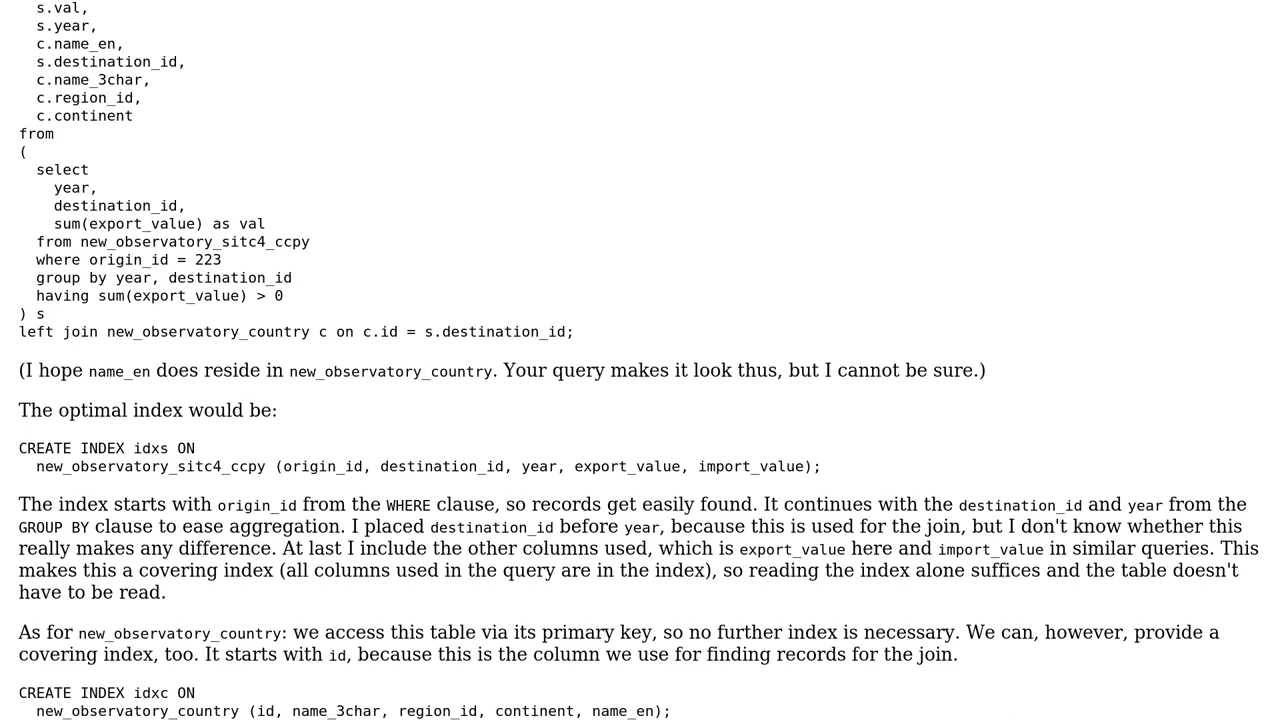 s.val,
s.year,
c.name_en,
s.destination_id,
c.name_3char,
c.region_id,
c.continent
from
(
select
year,
destination_id,
sum(export_value) as val
from new_observatory_sitc4_ccpy
where origin_id = 223
group by year, destination_id
having sum(export_value) > 0
) s
left join new_observatory_country c on c.id = s.destination_id;
(I hope name_en does reside in new_observatory_country. Your query makes it look thus, but I cannot be sure.)
The optimal index would be:
CREATE INDEX idxs ON
new_observatory_sitc4_ccpy (origin_id, destination_id, year, export_value, import_value);
The index starts with origin_id from the WHERE clause, so records get easily found. It continues with the destination_id and year from the
GROUP BY clause to ease aggregation. I placed destination_id before year, because this is used for the join, but I don't know whether this
really makes any difference. At last I include the other columns used, which is export_value here and import_value in similar queries. This
makes this a covering index (all columns used in the query are in the index), so reading the index alone suffices and the table doesn't
have to be read.
As for new_observatory_country: we access this table via its primary key, so no further index is necessary. We can, however, provide a
covering index, too. It starts with id, because this is the column we use for finding records for the join.
CREATE INDEX idxc ON
new_observatory_country (id, name_3char, region_id, continent, name_en);